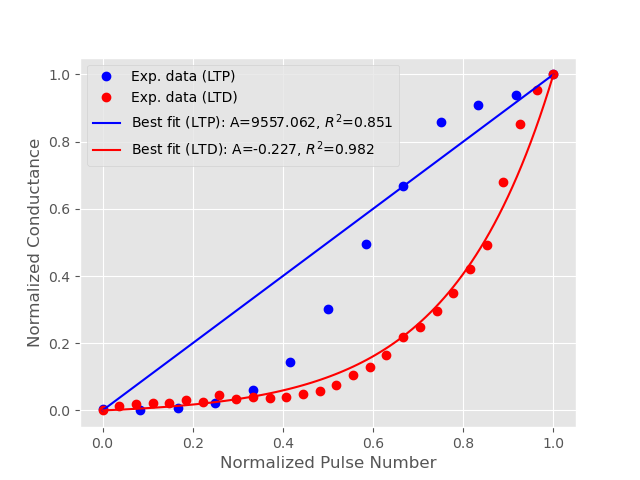 Exp. data (LTP)
Exp. data (LTD)
Best fit (LTP): A=9557.062, R²=0.851
Best fit (LTD): A=-0.227, R²=0.982
Normalized Conductance
1.0
0.8
0.6
0.4
0.2
0.0
0.0 0.2 0.4 0.6 0.8 1.0
Normalized Pulse Number